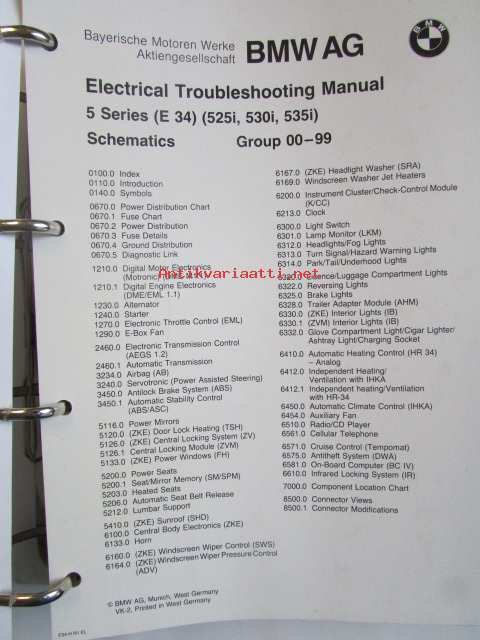 Bayerische Motoren Werke
Aktiengesellschaft
BMW AG
BMW
Electrical Troubleshooting Manual
5 Series (E 34) (525i, 530i, 535i)
Schematics Group 00-99
0100.0 Index
0110.0 Introduction
0140.0 Symbols
0670.0 Power Distribution Chart
0670.1 Fuse Chart
0670.2 Power Distribution
0670.3 Fuse Details
0670.4 Ground Distribution
0670.5 Diagnostic Link
1210.0 Digital Motor Electronics
(Motronic)
1210.1 Digital Engine Electronics
(DME/EML 1.1)
1230.0 Alternator
1240.0 Starter
1270.0 Electronic Throttle Control (EML)
1290.0 E-Box Fan
2460.0 Electronic Transmission Control
(AEGS 1.2)
2460.1 Automatic Transmission
3234.0 Airbag (AB)
3240.0 Servotronic (Power Assisted Steering)
3450.0 Antilock Brake System (ABS)
3450.1 Automatic Stability Control
(ABS/ASC)
5116.0 Power Mirrors
5120.0 (ZKE) Door Lock Heating (TSH)
5126.0 (ZKE) Central Locking System (ZV)
5126.1 Central Locking Module (ZVM)
5133.0 (ZKE) Power Windows (FH)
5200.0 Power Seats
5200.1 Seat/Mirror Memory (SM/SPM)
5203.0 Heated Seats
5206.0 Automatic Seat Belt Release
5212.0 Lumbar Support
5410.0 (ZKE) Sunroof (SHD)
6100.0 Central Body Electronics (ZKE)
6133.0 Horn
6160.0 (ZKE) Windscreen Wiper Control (SWS)
6164.0 (ZKE) Windscreen Wiper Pressure Control
(ADV)
6167.0 (ZKE) Headlight Washer (SRA)
6169.0 Windscreen Washer Jet Heaters
6200.0 Instrument Cluster/Check-Control Module
(K/CC)
6213.0 Clock
6300.0 Light Switch
6301.0 Lamp Monitor (LKM)
6312.0 Headlights/Fog Lights
6313.0 Turn Signal/Hazard Warning Lights
6314.0 Park/Tail/Underhood Lights
6320.0 License/Luggage Compartment Lights
6322.0 Reversing Lights
6325.0 Brake Lights
6328.0 Trailer Adapter Module (AHM)
6330.0 (ZKE) Interior Lights (IB)
6330.1 (ZVM) Interior Lights (IB)
6332.0 Glove Compartment Light/Cigar Lighter/
Ashtray Light/Charging Socket
6410.0 Automatic Heating Control (HR 34)
- Analog
6412.0 Independent Heating/
Ventilation with IHKA
6412.1 Independent heating/Ventilation
with HR-34
6450.0 Automatic Climate Control (IHKA)
6454.0 Auxiliary Fan
6510.0 Radio/CD Player
6561.0 Cellular Telephone
6571.0 Cruise Control (Tempomat)
6575.0 Antitheft System (DWA)
6581.0 On-Board Computer (BC IV)
6610.0 Infrared Locking System (IR)
7000.0 Component Location Chart
8500.0 Connector Views
8500.1 Connector Modifications
© BMW AG, Munich, West Germany
VK-2, Printed in West Germany
Antikvariaatti.net